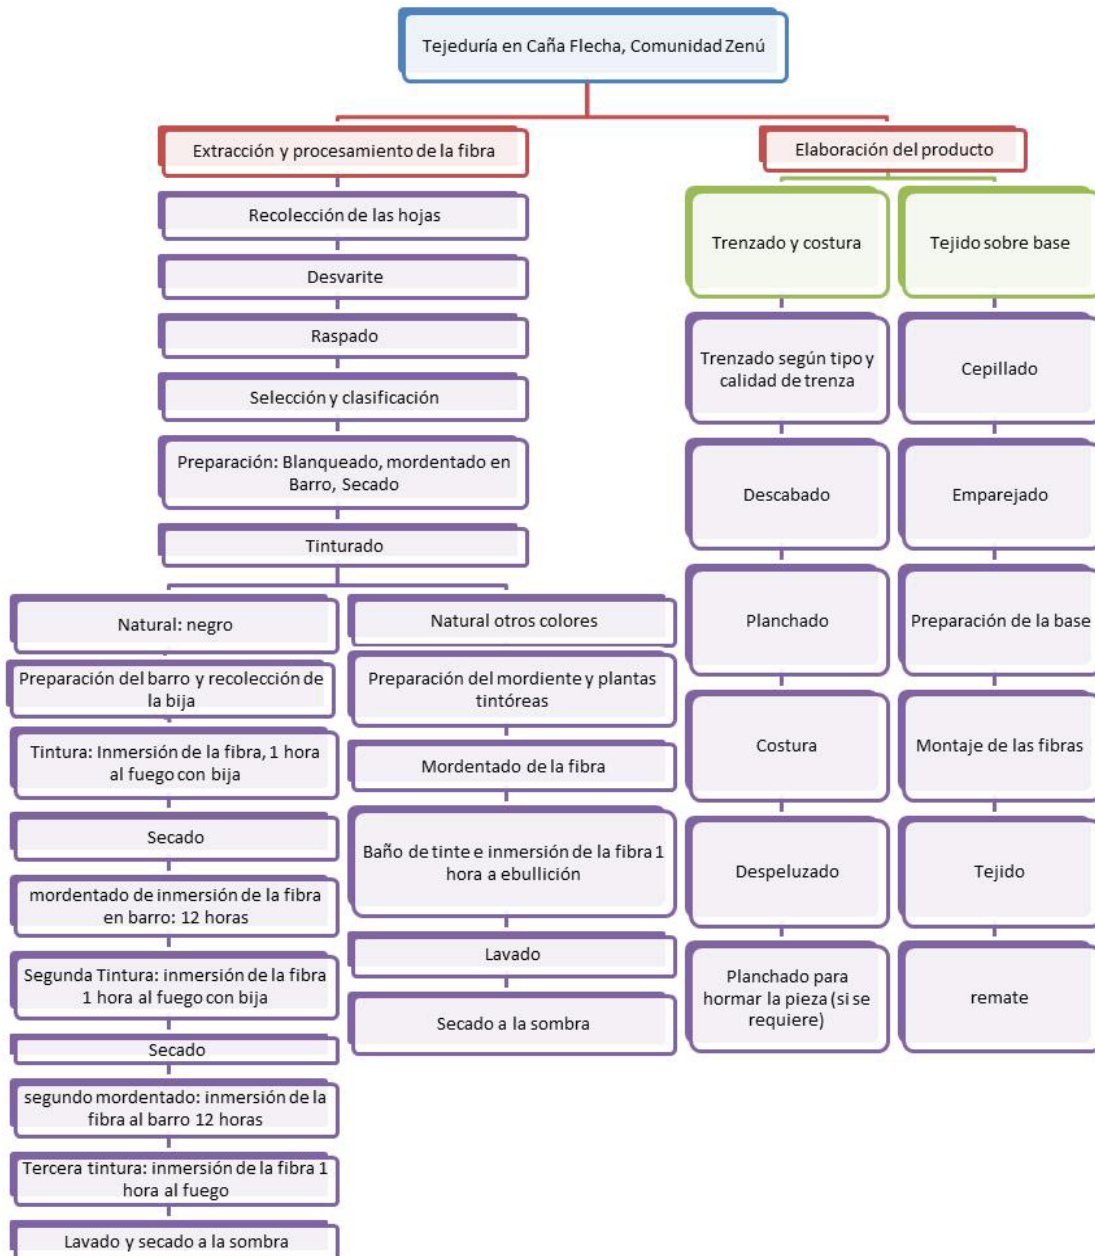 Tejeduría en Caña Flecha, Comunidad Zenú
Extracción y procesamiento de la fibra
Recolección de las hojas
Desvarite
Raspado
Selección y clasificación
Preparación: Blanqueado, mordentado en
Barro, Secado
Tinturado
Natural: negro
Preparación del barro y recolección de
la bija
Tintura: Inmersión de la fibra, 1 hora
al fuego con bija
Secado
mordentado de inmersión de la fibra
en barro: 12 horas
Segunda Tintura: inmersión de la fibra
1 hora al fuego con bija
Secado
segundo mordentado: inmersión de la
fibra al barro 12 horas
Tercera tintura: inmersión de la fibra 1
hora al fuego
Lavado y secado a la sombra
Natural otros colores
Preparación del mordiente y plantas
tintóreas
Mordentado de la fibra
Baño de tinte e inmersión de la fibra 1
hora a ebullición
Lavado
Secado a la sombra
Elaboración del producto
Trenzado y costura
Trenzado según tipo y
calidad de trenza
Descabado
Planchado
Costura
Despeluzado
Planchado para
hormar la pieza (si se
requiere)
Tejido sobre base
Cepillado
Emparejado
Preparación de la base
Montaje de las fibras
Tejido
remate